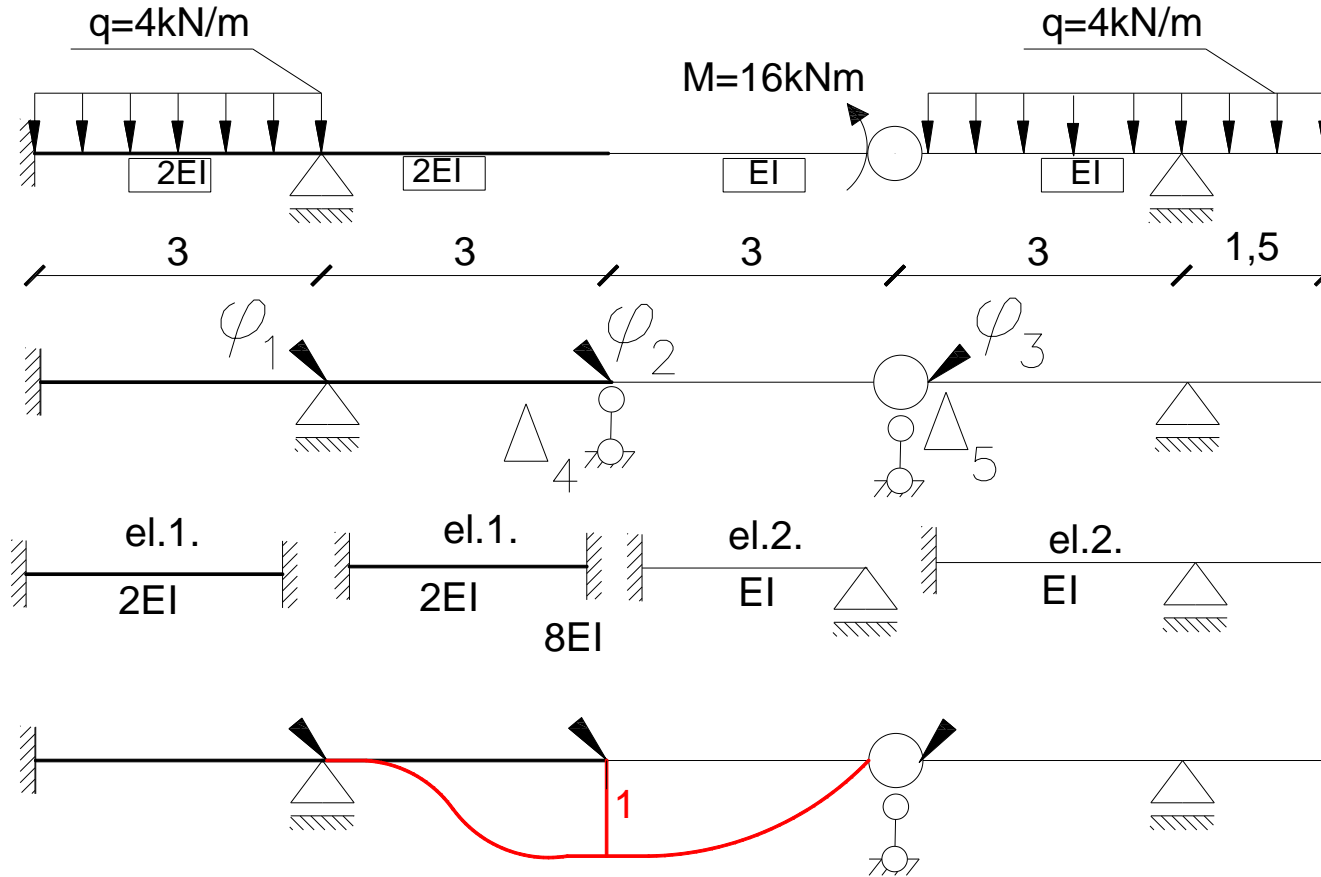 q=4kN/m q=4kN/m
M=16kNm
2EI 2EI EI EI
3 3 3 3 1,5
φ1 φ2 φ3
Δ4 Δ5
el.1. el.1. el.2. el.2.
2EI 2EI EI EI
8EI
1